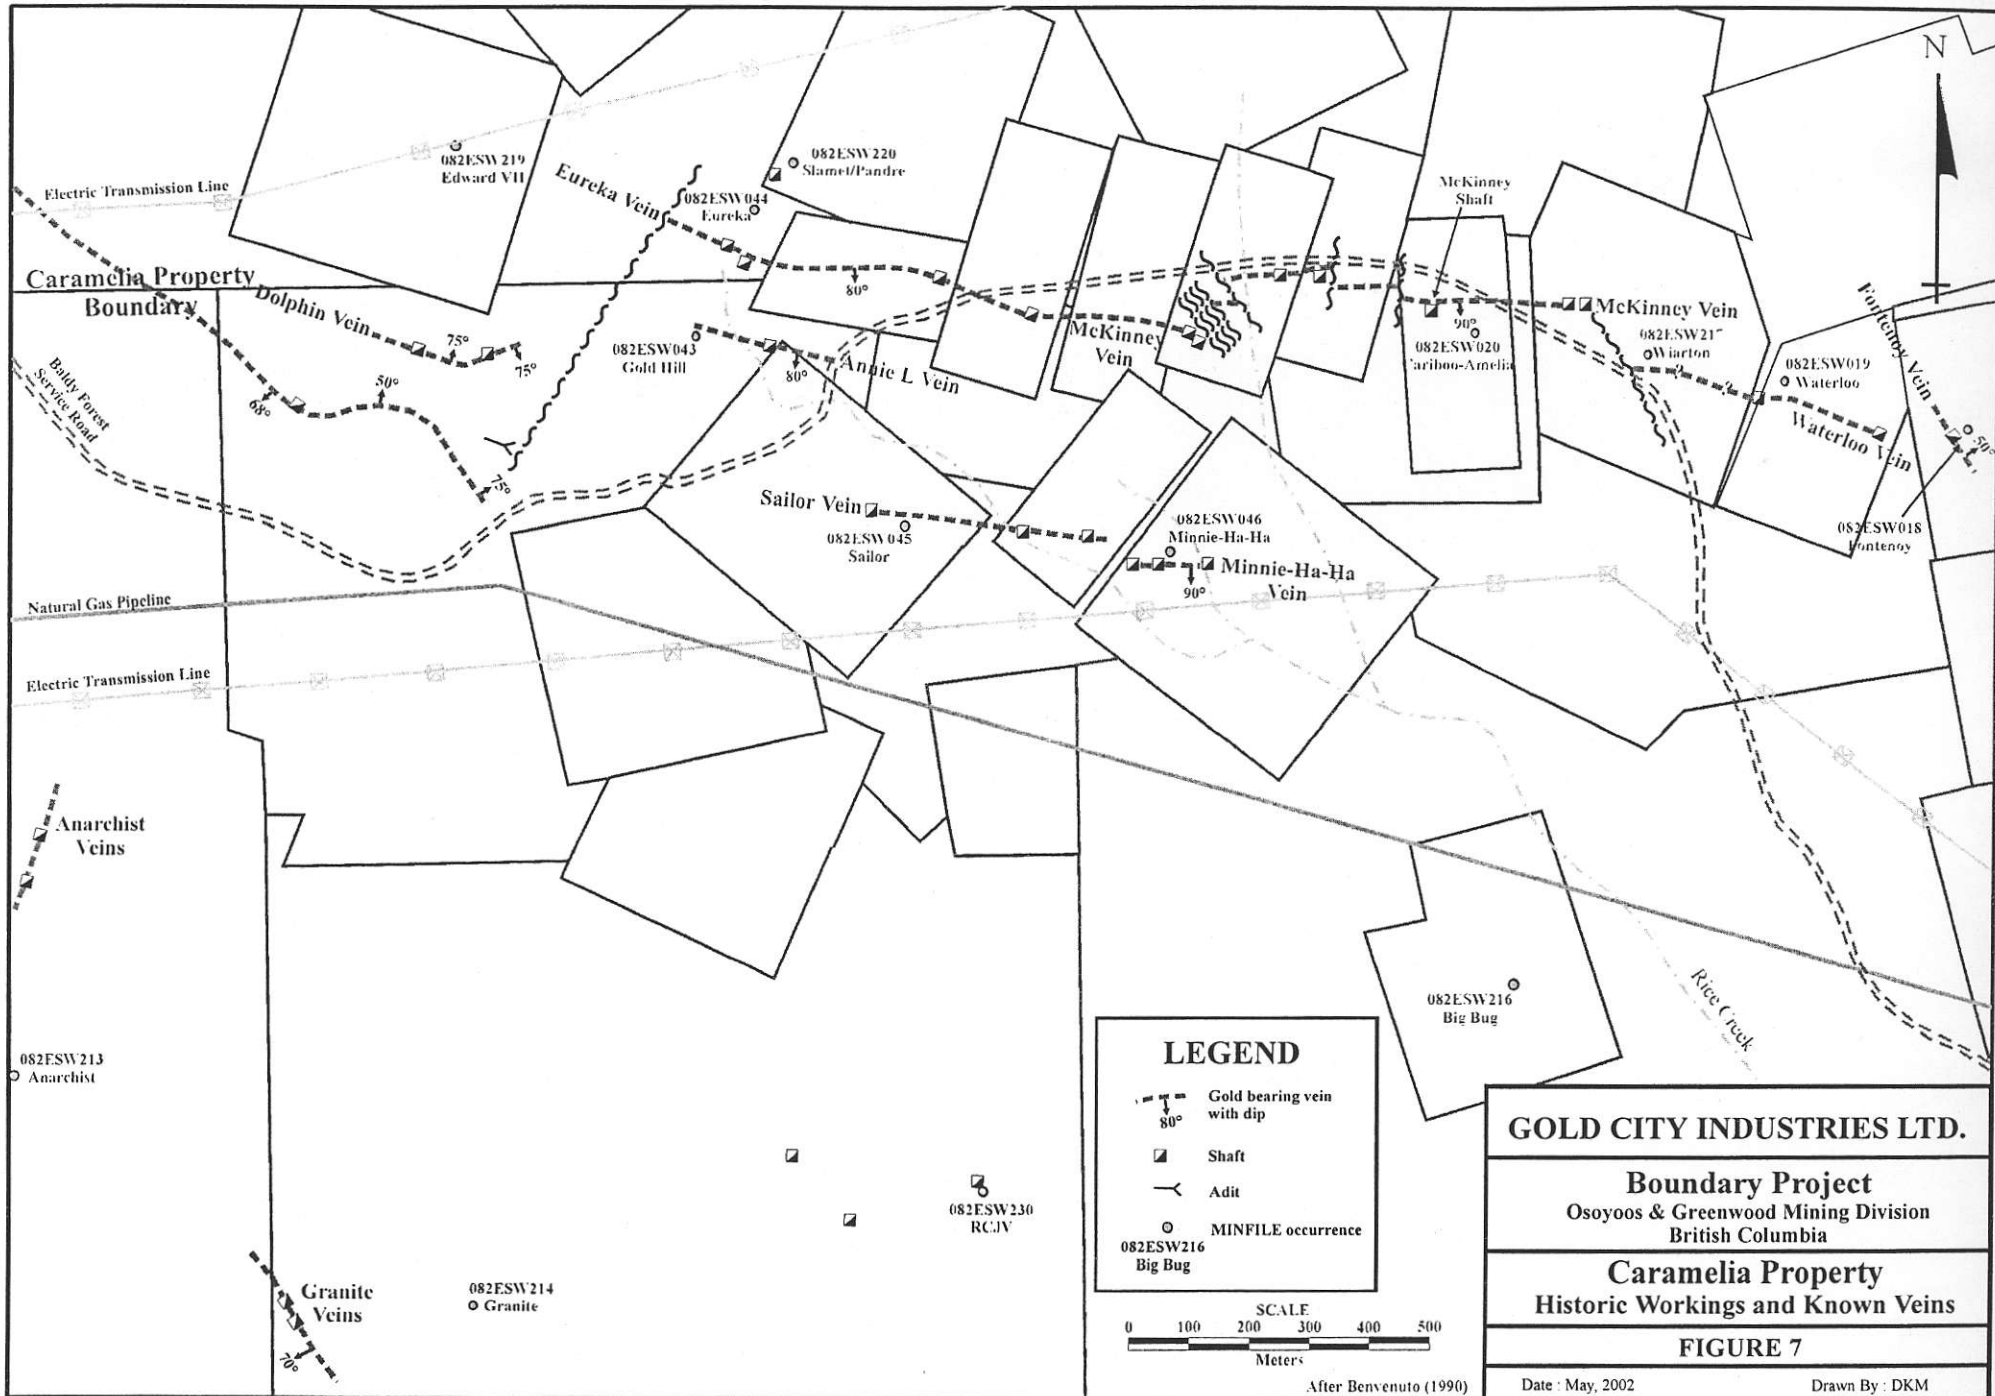 N
082ESW219
Edward VII
Electric Transmission Line
Eureka Vein
082ESW220
Slamet/Pandre
082ESW044
Eureka
McKinney
Shaft
Caramelia Property
Boundary
Dolphin Vein
75°
75°
80°
McKinney Vein
90°
082ESW020
Cariboo-Amelia
Wiarton
082ESW019
Waterloo
Fontenoy Vein
Baldy Forest
Service Road
68°
50°
75°
082ESW043
Gold Hill
80°
Annie L Vein
McKinney
Vein
Waterloo Vein
50°
082ESW018
Fontenoy
Sailor Vein
082ESW045
Sailor
082ESW046
Minnie-Ha-Ha
Minnie-Ha-Ha
Vein
90°
Natural Gas Pipeline
Electric Transmission Line
Anarchist
Veins
082ESW213
Anarchist
Granite
Veins
70°
082ESW214
Granite
082ESW230
RCJV
082ESW216
Big Bug
Rice Creek
LEGEND
Gold bearing vein
with dip
80°
Shaft
Adit
MINFILE occurrence
082ESW216
Big Bug
SCALE
0 100 200 300 400 500
Meters
After Benvenuto (1990)
GOLD CITY INDUSTRIES LTD.
Boundary Project
Osoyoos & Greenwood Mining Division
British Columbia
Caramelia Property
Historic Workings and Known Veins
FIGURE 7
Date : May, 2002
Drawn By : DKM